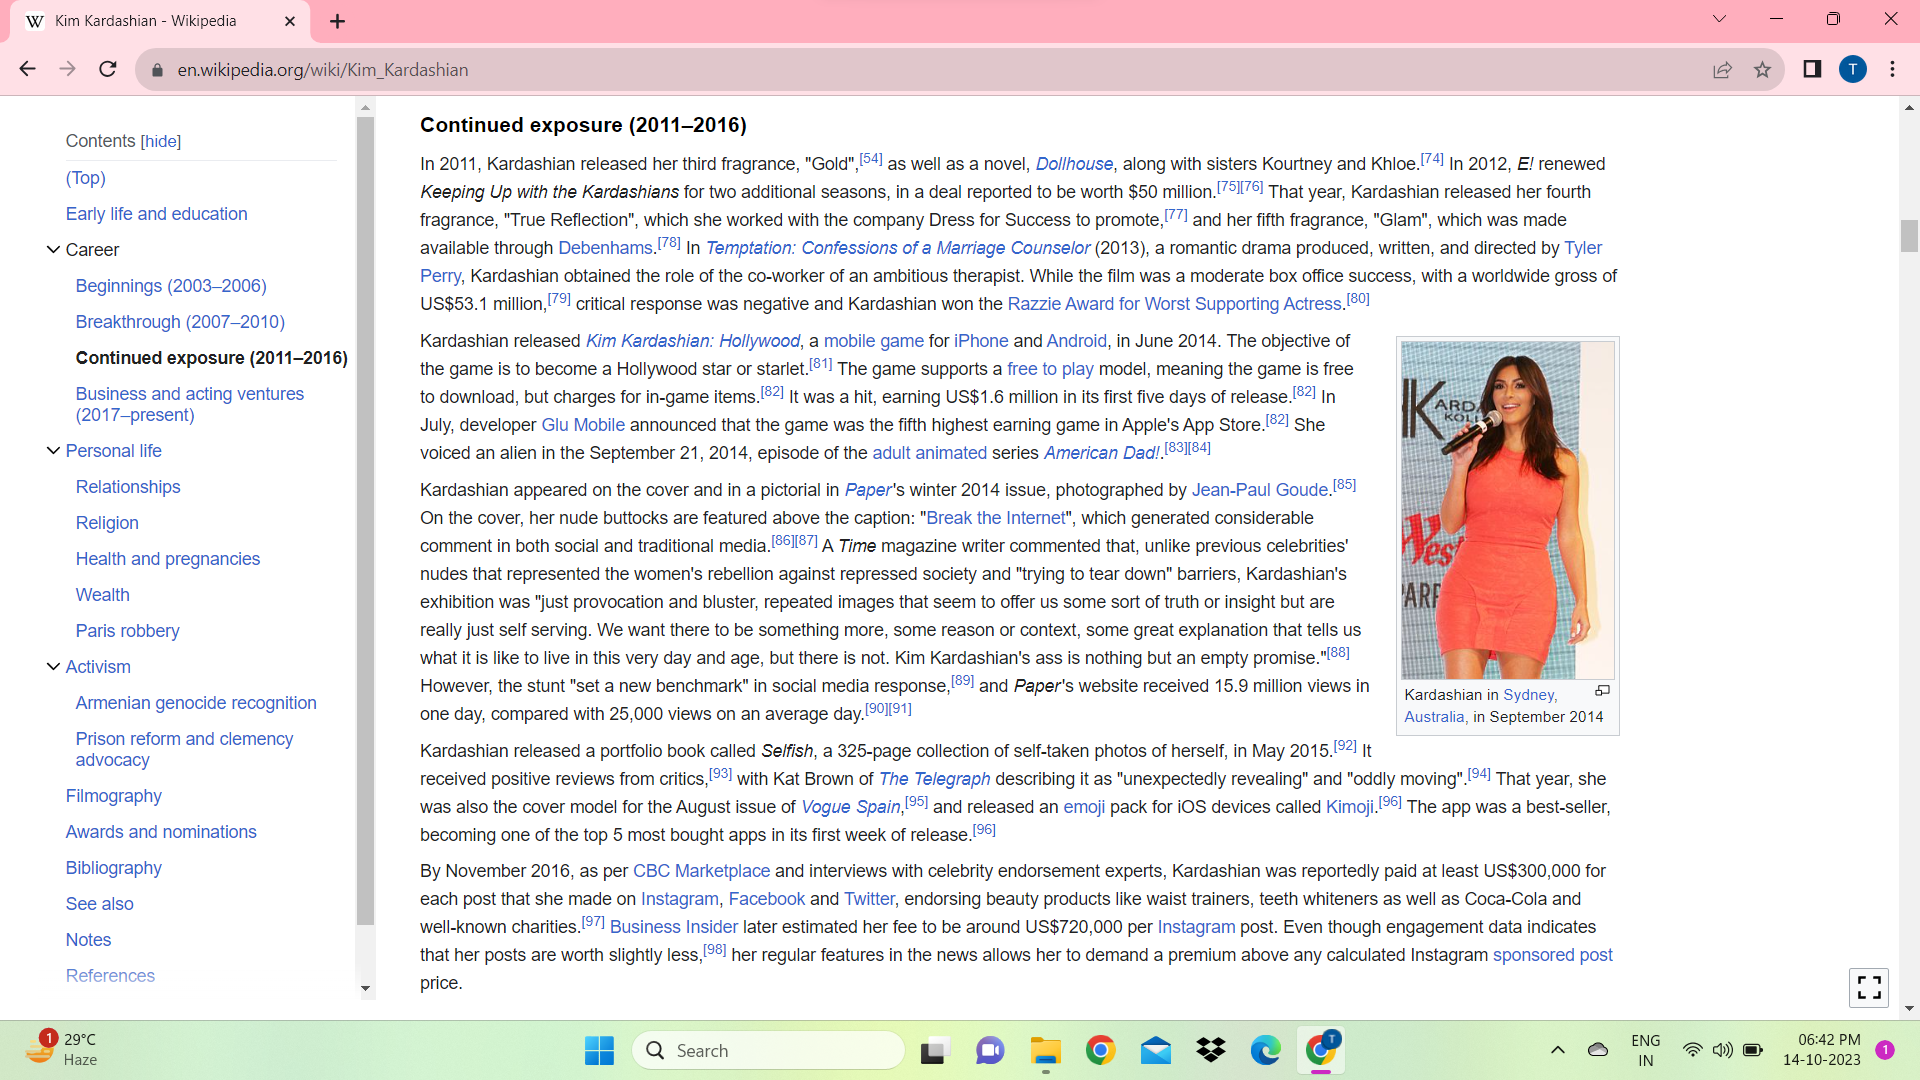 Kim Kardashian - Wikipedia
en.wikipedia.org/wiki/Kim_Kardashian
T
Contents [hide]
(Top)
Early life and education
Career
Beginnings (2003–2006)
Breakthrough (2007–2010)
Continued exposure (2011–2016)
Business and acting ventures
(2017–present)
Personal life
Relationships
Religion
Health and pregnancies
Wealth
Paris robbery
Activism
Armenian genocide recognition
Prison reform and clemency
advocacy
Filmography
Awards and nominations
Bibliography
See also
Notes
References
Continued exposure (2011–2016)
In 2011, Kardashian released her third fragrance, "Gold",[54] as well as a novel, Dollhouse, along with sisters Kourtney and Khloe.[74] In 2012, E! renewed
Keeping Up with the Kardashians for two additional seasons, in a deal reported to be worth $50 million.[75][76] That year, Kardashian released her fourth
fragrance, "True Reflection", which she worked with the company Dress for Success to promote,[77] and her fifth fragrance, "Glam", which was made
available through Debenhams.[78] In Temptation: Confessions of a Marriage Counselor (2013), a romantic drama produced, written, and directed by Tyler
Perry, Kardashian obtained the role of the co-worker of an ambitious therapist. While the film was a moderate box office success, with a worldwide gross of
US$53.1 million,[79] critical response was negative and Kardashian won the Razzie Award for Worst Supporting Actress.[80]
Kardashian released Kim Kardashian: Hollywood, a mobile game for iPhone and Android, in June 2014. The objective of
the game is to become a Hollywood star or starlet.[81] The game supports a free to play model, meaning the game is free
to download, but charges for in-game items.[82] It was a hit, earning US$1.6 million in its first five days of release.[82] In
July, developer Glu Mobile announced that the game was the fifth highest earning game in Apple's App Store.[82] She
voiced an alien in the September 21, 2014, episode of the adult animated series American Dad!.[83][84]
Kardashian appeared on the cover and in a pictorial in Paper's winter 2014 issue, photographed by Jean-Paul Goude.[85]
On the cover, her nude buttocks are featured above the caption: "Break the Internet", which generated considerable
comment in both social and traditional media.[86][87] A Time magazine writer commented that, unlike previous celebrities'
nudes that represented the women's rebellion against repressed society and "trying to tear down" barriers, Kardashian's
exhibition was "just provocation and bluster, repeated images that seem to offer us some sort of truth or insight but are
really just self serving. We want there to be something more, some reason or context, some great explanation that tells us
what it is like to live in this very day and age, but there is not. Kim Kardashian's ass is nothing but an empty promise."[88]
However, the stunt "set a new benchmark" in social media response,[89] and Paper's website received 15.9 million views in
one day, compared with 25,000 views on an average day.[90][91]
K
ARDA
KOLL
Wes
PARR
Kardashian in Sydney,
Australia, in September 2014
Kardashian released a portfolio book called Selfish, a 325-page collection of self-taken photos of herself, in May 2015.[92] It
received positive reviews from critics,[93] with Kat Brown of The Telegraph describing it as "unexpectedly revealing" and "oddly moving".[94] That year, she
was also the cover model for the August issue of Vogue Spain,[95] and released an emoji pack for iOS devices called Kimoji.[96] The app was a best-seller,
becoming one of the top 5 most bought apps in its first week of release.[96]
By November 2016, as per CBC Marketplace and interviews with celebrity endorsement experts, Kardashian was reportedly paid at least US$300,000 for
each post that she made on Instagram, Facebook and Twitter, endorsing beauty products like waist trainers, teeth whiteners as well as Coca-Cola and
well-known charities.[97] Business Insider later estimated her fee to be around US$720,000 per Instagram post. Even though engagement data indicates
that her posts are worth slightly less,[98] her regular features in the news allows her to demand a premium above any calculated Instagram sponsored post
price.
1
29°C
Haze
Search
T
ENG
IN
06:42 PM
14-10-2023
1